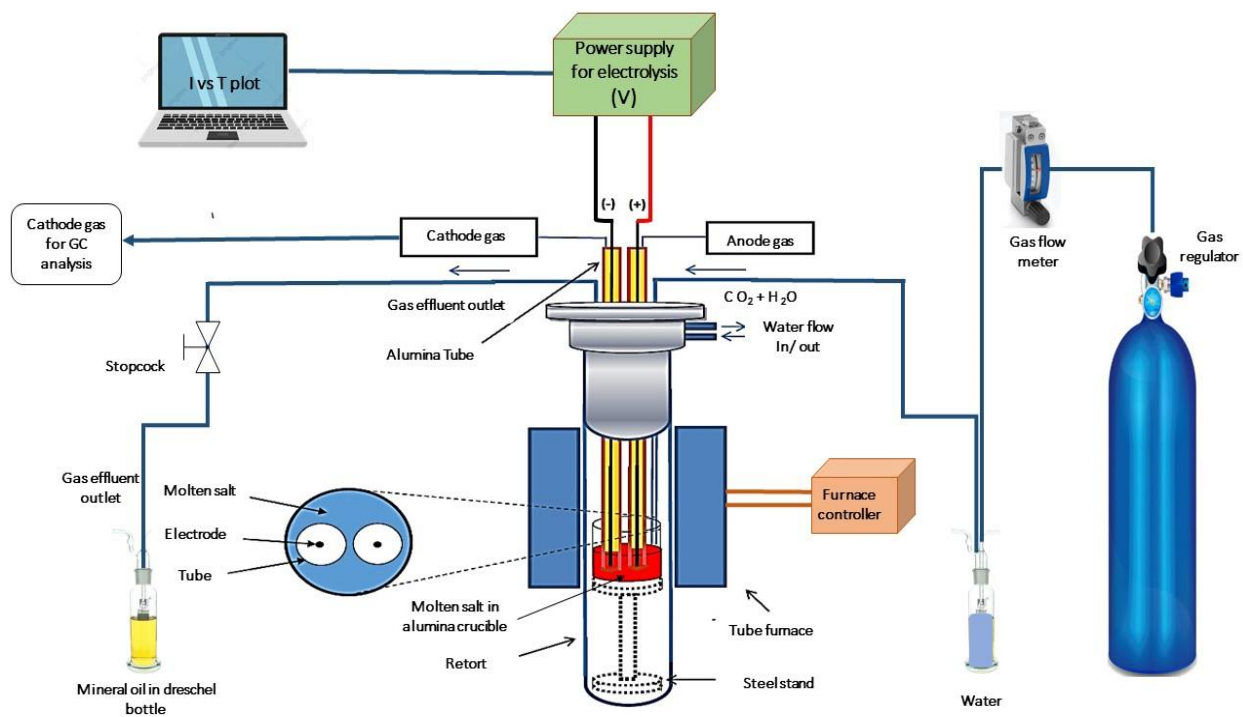 I vs T plot
Power supply
for electrolysis
(V)
(-)
(+)
Cathode gas
for GC
analysis
Cathode gas
Anode gas
Gas flow
meter
Gas
regulator
Gas effluent outlet
C O₂ + H₂O
Alumina Tube
Water flow
In/ out
Stopcock
Gas effluent
outlet
Molten salt
Electrode
Tube
Furnace
controller
Molten salt in
alumina crucible
Tube furnace
Retort
Steel stand
Mineral oil in dreschel
bottle
Water